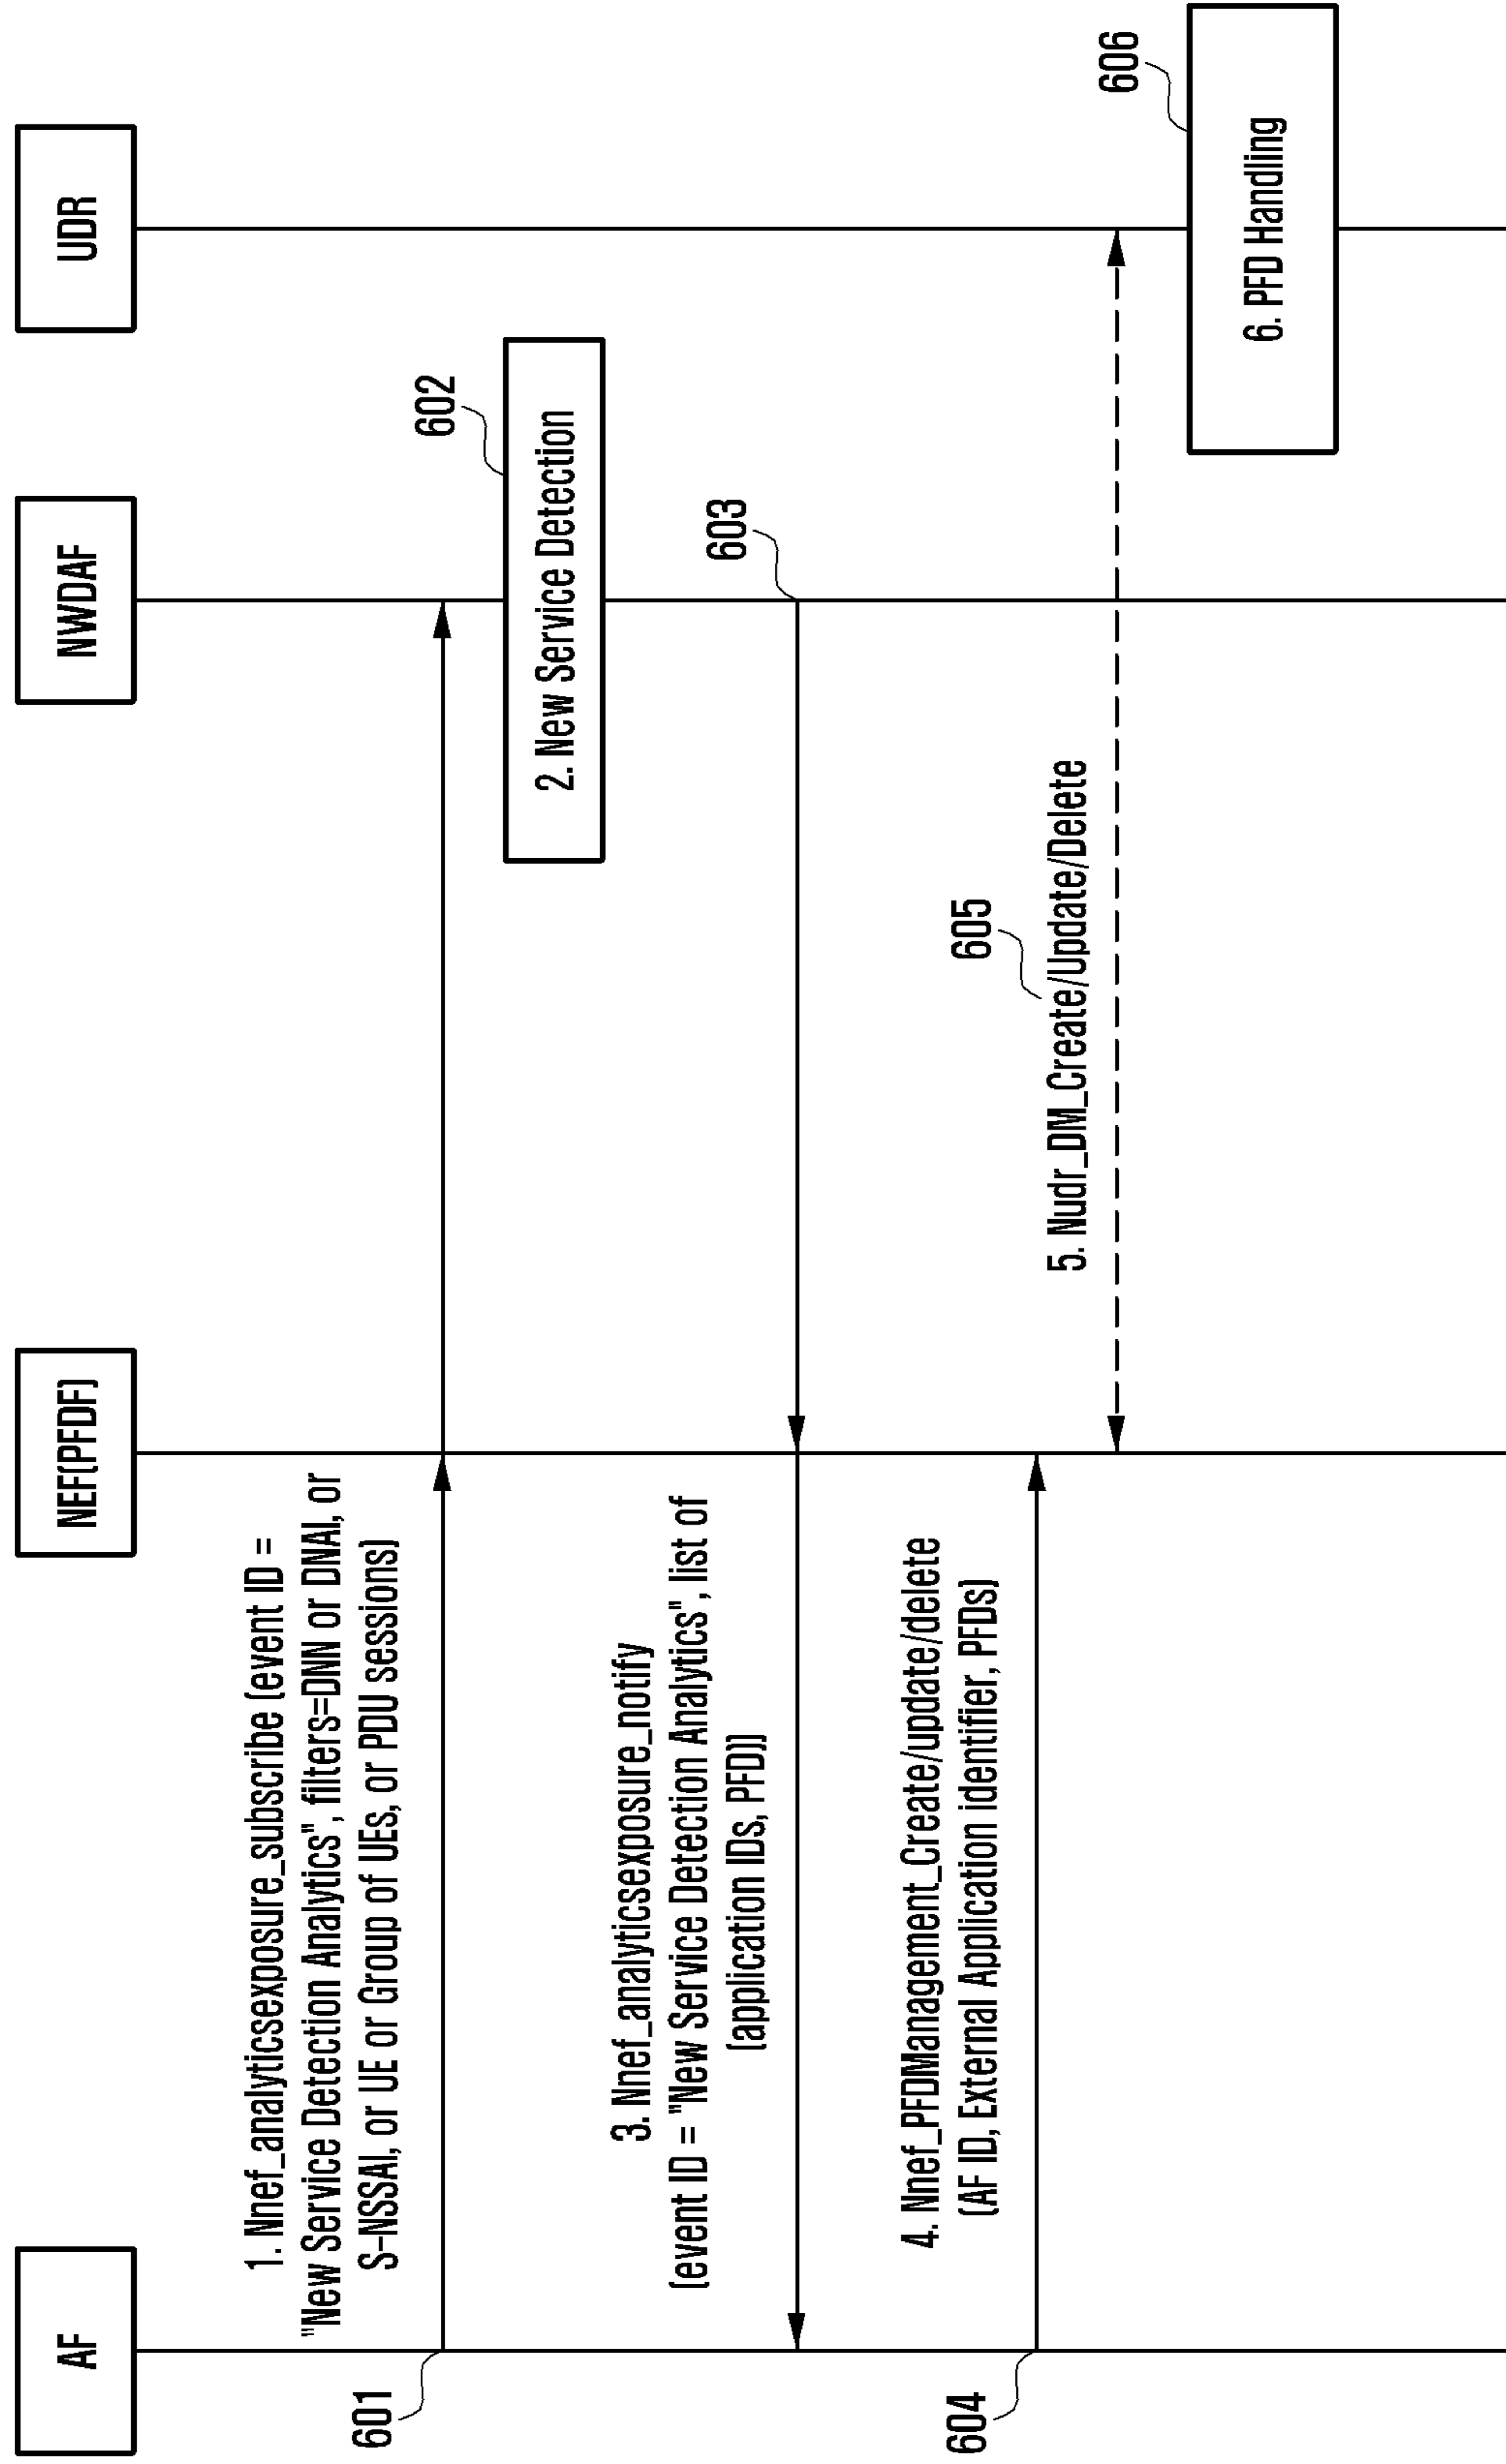 AF
NEF(PFDF)
NWDAF
UDR
1. Nnef_analyticsexposure_subscribe (event ID =
"New Service Detection Analytics", filters=DNN or DNAI, or
S-NSSAI, or UE or Group of UEs, or PDU sessions)
601
602
2. New Service Detection
3. Nnef_analyticsexposure_notify
(event ID = "New Service Detection Analytics", list of
(application IDs, PFD))
603
4. Nnef_PFDManagement_Create/update/delete
(AF ID, External Application identifier, PFDs)
604
605
5. Nudr_DM_Create/Update/Delete
606
6. PFD Handling